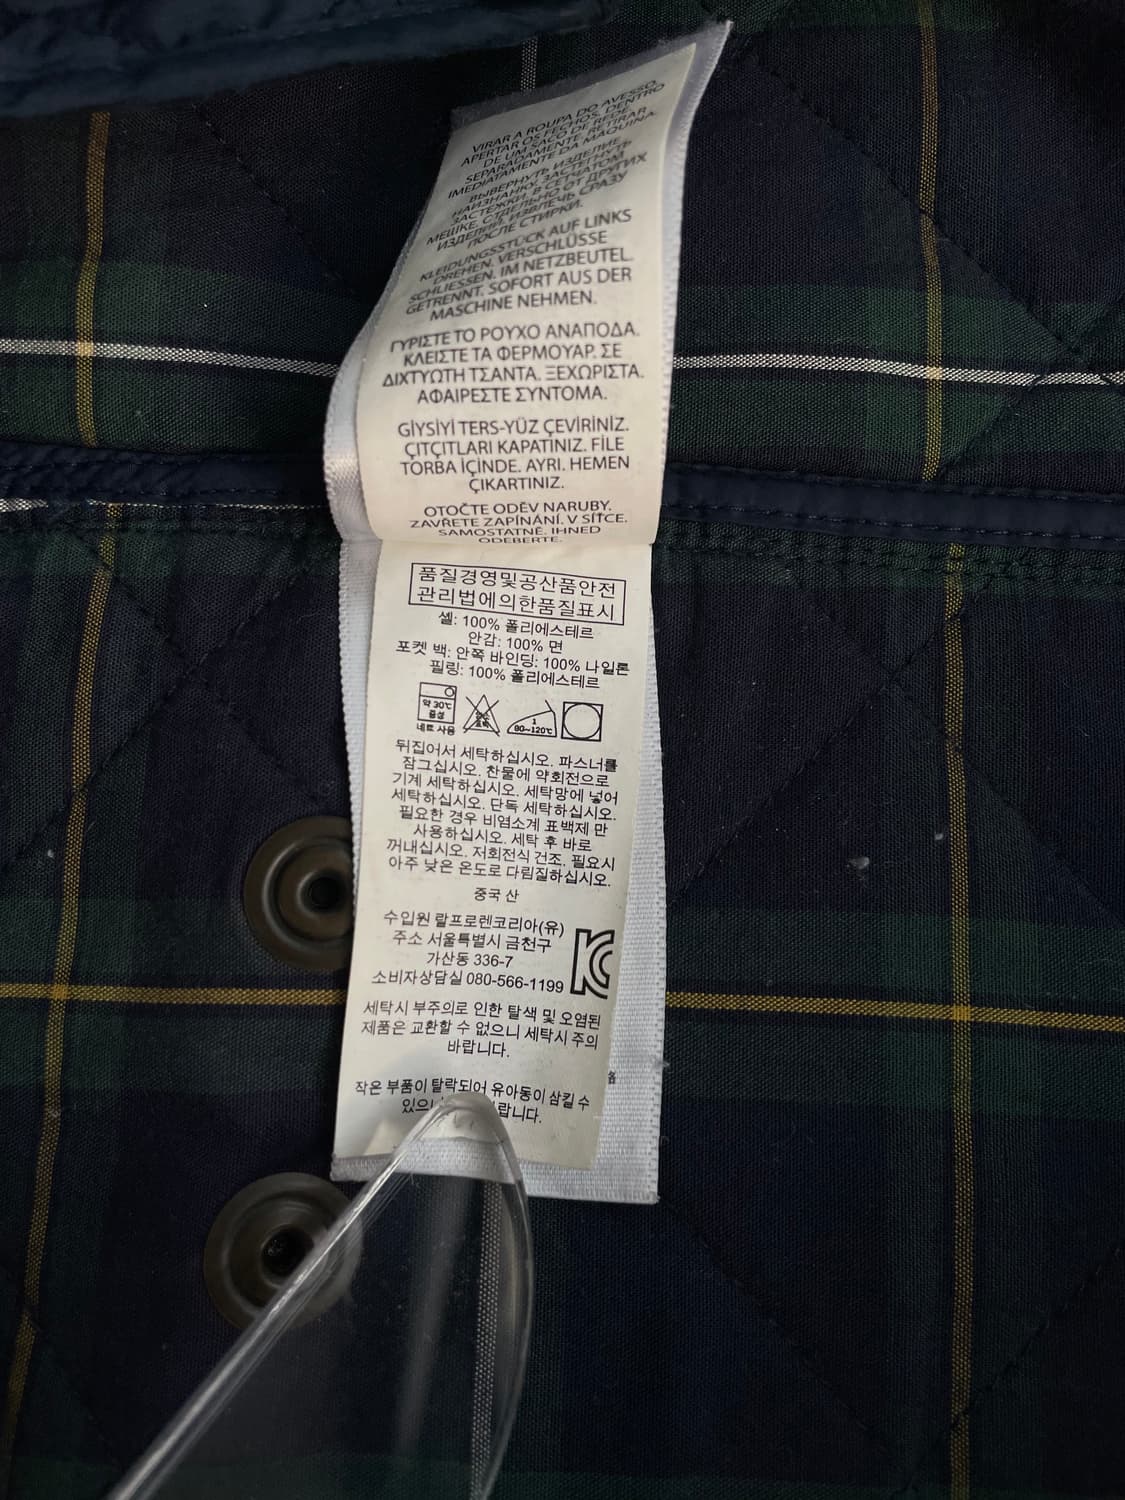 VIRAR A ROUPA DO AVESSO.
APERTAR OS FECHOS. DENTRO
DE UM SACO DE REDE.
SEPARADAMENTE. RETIRAR
IMEDIATAMENTE DA MAQUINA.
ВЫВЕРНУТЬ ИЗДЕЛИЕ
НАИЗНАНКУ. ЗАСТЯГНУТЬ
ЗАСТЕЖКИ. В СЕТЧАТОМ
МЕШКЕ. ОТДЕЛЬНО ОТ ДРУГИХ
ИЗДЕЛИЙ. ИЗВЛЕЧЬ СРАЗУ
ПОСЛЕ СТИРКИ.
KLEIDUNGSSTÜCK AUF LINKS
DREHEN. VERSCHLÜSSE
SCHLIESSEN. IM NETZBEUTEL.
GETRENNT. SOFORT AUS DER
MASCHINE NEHMEN.
ΓΥΡΙΣΤΕ ΤΟ ΡΟΥΧΟ ΑΝΑΠΟΔΑ.
ΚΛΕΙΣΤΕ ΤΑ ΦΕΡΜΟΥΑΡ. ΣΕ
ΔΙΧΤΥΩΤΗ ΤΣΑΝΤΑ. ΞΕΧΩΡΙΣΤΑ.
ΑΦΑΙΡΕΣΤΕ ΣΥΝΤΟΜΑ.
GİYSİYİ TERS-YÜZ ÇEVİRİNİZ.
ÇITÇITLARI KAPATINIZ. FİLE
TORBA İÇİNDE. AYRI. HEMEN
ÇIKARTINIZ.
OTOČTE ODĚV NARUBY.
ZAVŘETE ZAPÍNÁNÍ. V SÍŤCE.
SAMOSTATNĚ. IHNED
ODEBERTE.
품질경영및공산품안전
관리법에의한품질표시
셸: 100% 폴리에스테르
안감: 100% 면
포켓 백: 안쪽 바인딩: 100% 나일론
필링: 100% 폴리에스테르
약 30℃
중성
네트 사용
1
80~120℃
뒤집어서 세탁하십시오. 파스너를
잠그십시오. 찬물에 약회전으로
기계 세탁하십시오. 세탁망에 넣어
세탁하십시오. 단독 세탁하십시오.
필요한 경우 비염소계 표백제 만
사용하십시오. 세탁 후 바로
꺼내십시오. 저회전식 건조. 필요시
아주 낮은 온도로 다림질하십시오.
중국 산
수입원 랄프로렌코리아(유)
주소 서울특별시 금천구
가산동 336-7
소비자상담실 080-566-1199
KC
세탁시 부주의로 인한 탈색 및 오염된
제품은 교환할 수 없으니 세탁시 주의
바랍니다.
작은 부품이 탈락되어 유아동이 삼킬 수
있으니 바랍니다.